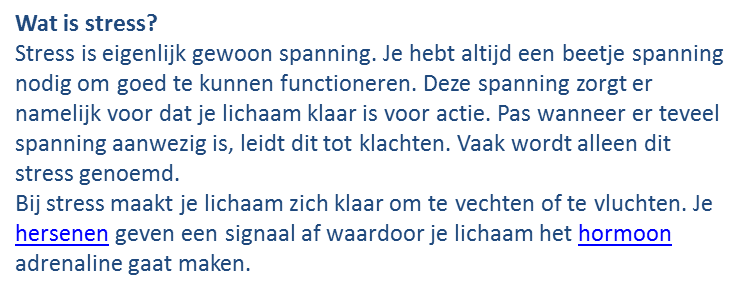 Wat is stress?
Stress is eigenlijk gewoon spanning. Je hebt altijd een beetje spanning
nodig om goed te kunnen functioneren. Deze spanning zorgt er
namelijk voor dat je lichaam klaar is voor actie. Pas wanneer er teveel
spanning aanwezig is, leidt dit tot klachten. Vaak wordt alleen dit
stress genoemd.
Bij stress maakt je lichaam zich klaar om te vechten of te vluchten. Je
hersenen geven een signaal af waardoor je lichaam het hormoon
adrenaline gaat maken.